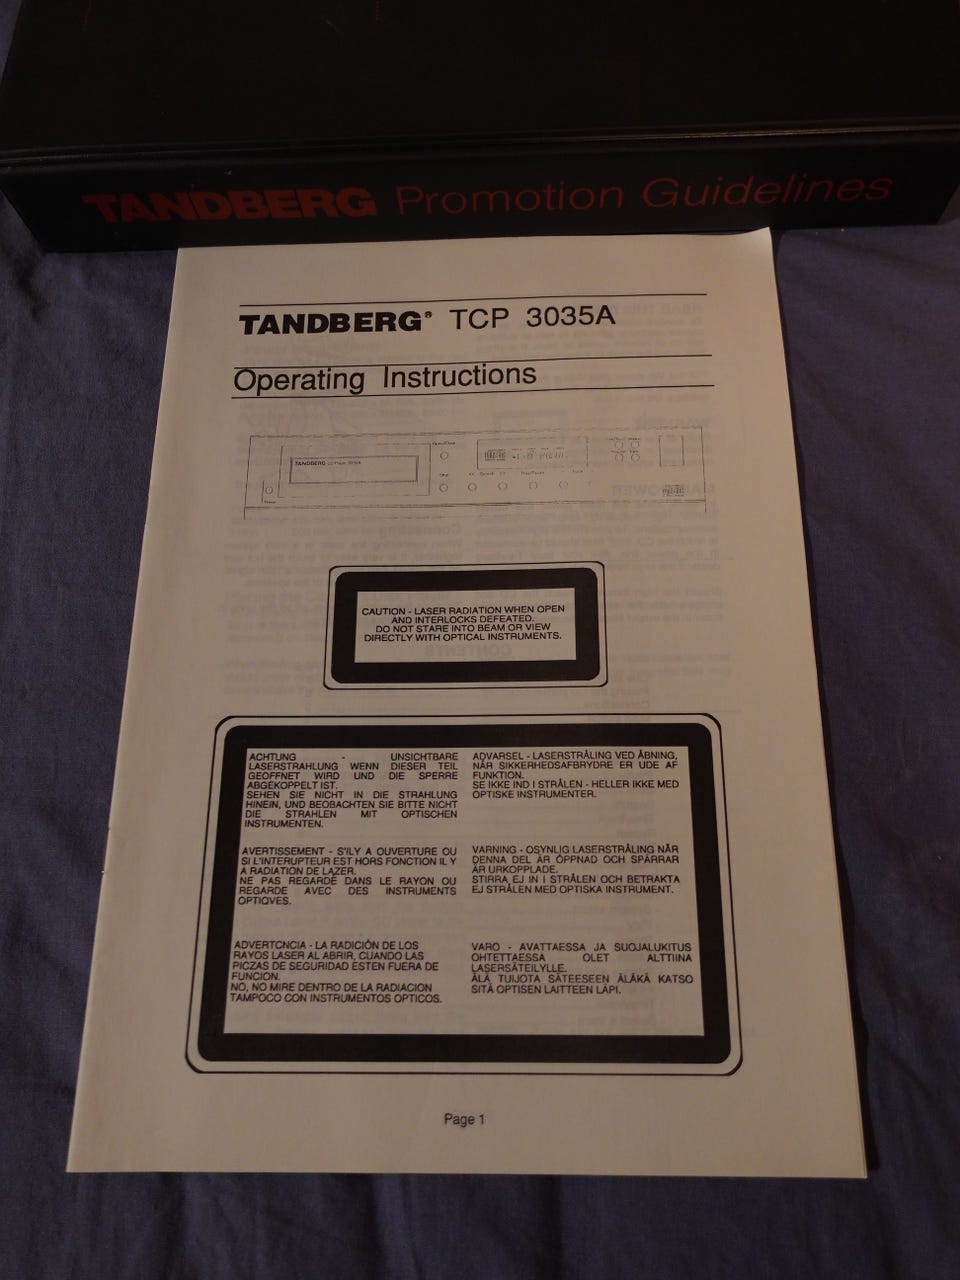 TANDBERG Promotion Guidelines
TANDBERG® TCP 3035A
Operating Instructions
TANDBERG
CAUTION - LASER RADIATION WHEN OPEN
AND INTERLOCKS DEFEATED.
DO NOT STARE INTO BEAM OR VIEW
DIRECTLY WITH OPTICAL INSTRUMENTS.
ACHTUNG - UNSICHTBARE
LASERSTRAHLUNG WENN DIESER TEIL
GEOFFNET WIRD UND DIE SPERRE
ABGEKOPPELT IST.
SEHEN SIE NICHT IN DIE STRAHLUNG
HINEIN, UND BEOBACHTEN SIE BITTE NICHT
DIE STRAHLEN MIT OPTISCHEN
INSTRUMENTEN.
ADVARSEL - LASERSTRÅLING VED ÅBNING,
NÅR SIKKERHEDSAFBRYDRE ER UDE AF
FUNKTION.
SE IKKE IND I STRÅLEN - HELLER IKKE MED
OPTISKE INSTRUMENTER.
AVERTISSEMENT - S'ILY A OUVERTURE OU
SI L'INTERUPTEUR EST HORS FONCTION IL Y
A RADIATION DE LAZER.
NE PAS REGARDE DANS LE RAYON OU
REGARDE AVEC DES INSTRUMENTS
OPTIQVES.
VARNING - OSYNLIG LASERSTRÅLING NÄR
DENNA DEL ÄR ÖPPNAD OCH SPÄRRAR
ÄR URKOPPLADE.
STIRRA EJ IN I STRÅLEN OCH BETRAKTA
EJ STRÅLEN MED OPTISKA INSTRUMENT.
ADVERTCNCIA - LA RADICIÓN DE LOS
RAYOS LASER AL ABRIR, CUANDO LAS
PICZAS DE SEGURIDAD ESTEN FUERA DE
FUNCION.
NO, NO MIRE DENTRO DE LA RADIACION
TAMPOCO CON INSTRUMENTOS OPTICOS.
VARO - AVATTAESSA JA SUOJALUKITUS
OHTETTAESSA OLET ALTTIINA
LASERSÄTEILYLLE.
ÄLÄ TUIJOTA SÄTEESEEN ÄLÄKÄ KATSO
SITÄ OPTISEN LAITTEEN LÄPI.
Page 1